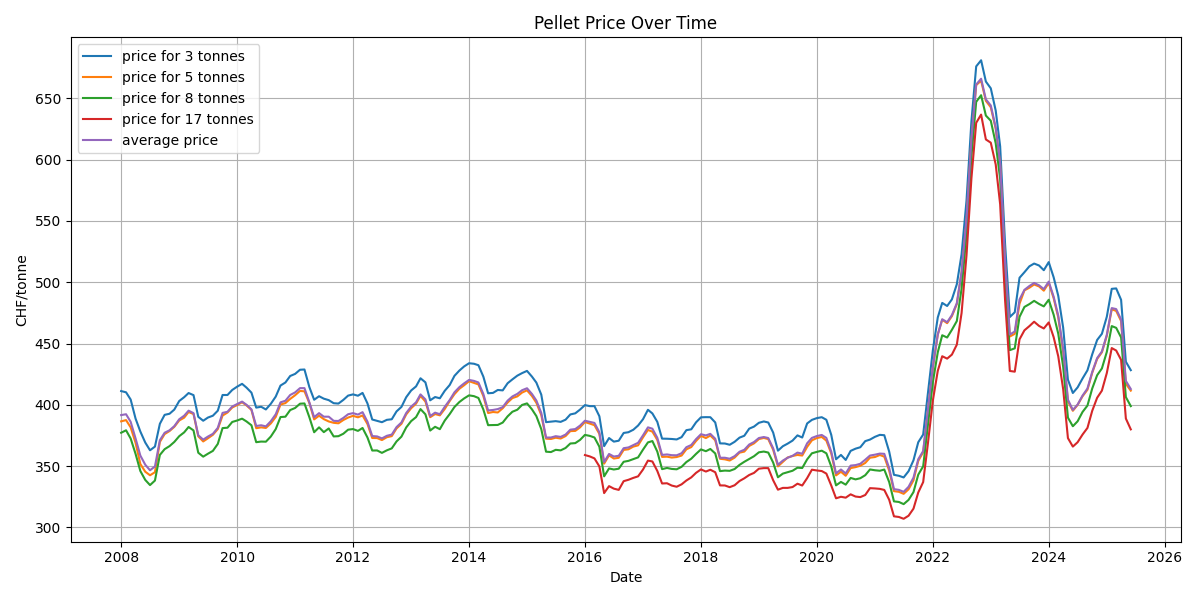 Pellet Price Over Time
price for 3 tonnes
price for 5 tonnes
price for 8 tonnes
price for 17 tonnes
average price
CHF/tonne
650
600
550
500
450
400
350
300
2008 2010 2012 2014 2016 2018 2020 2022 2024 2026
Date